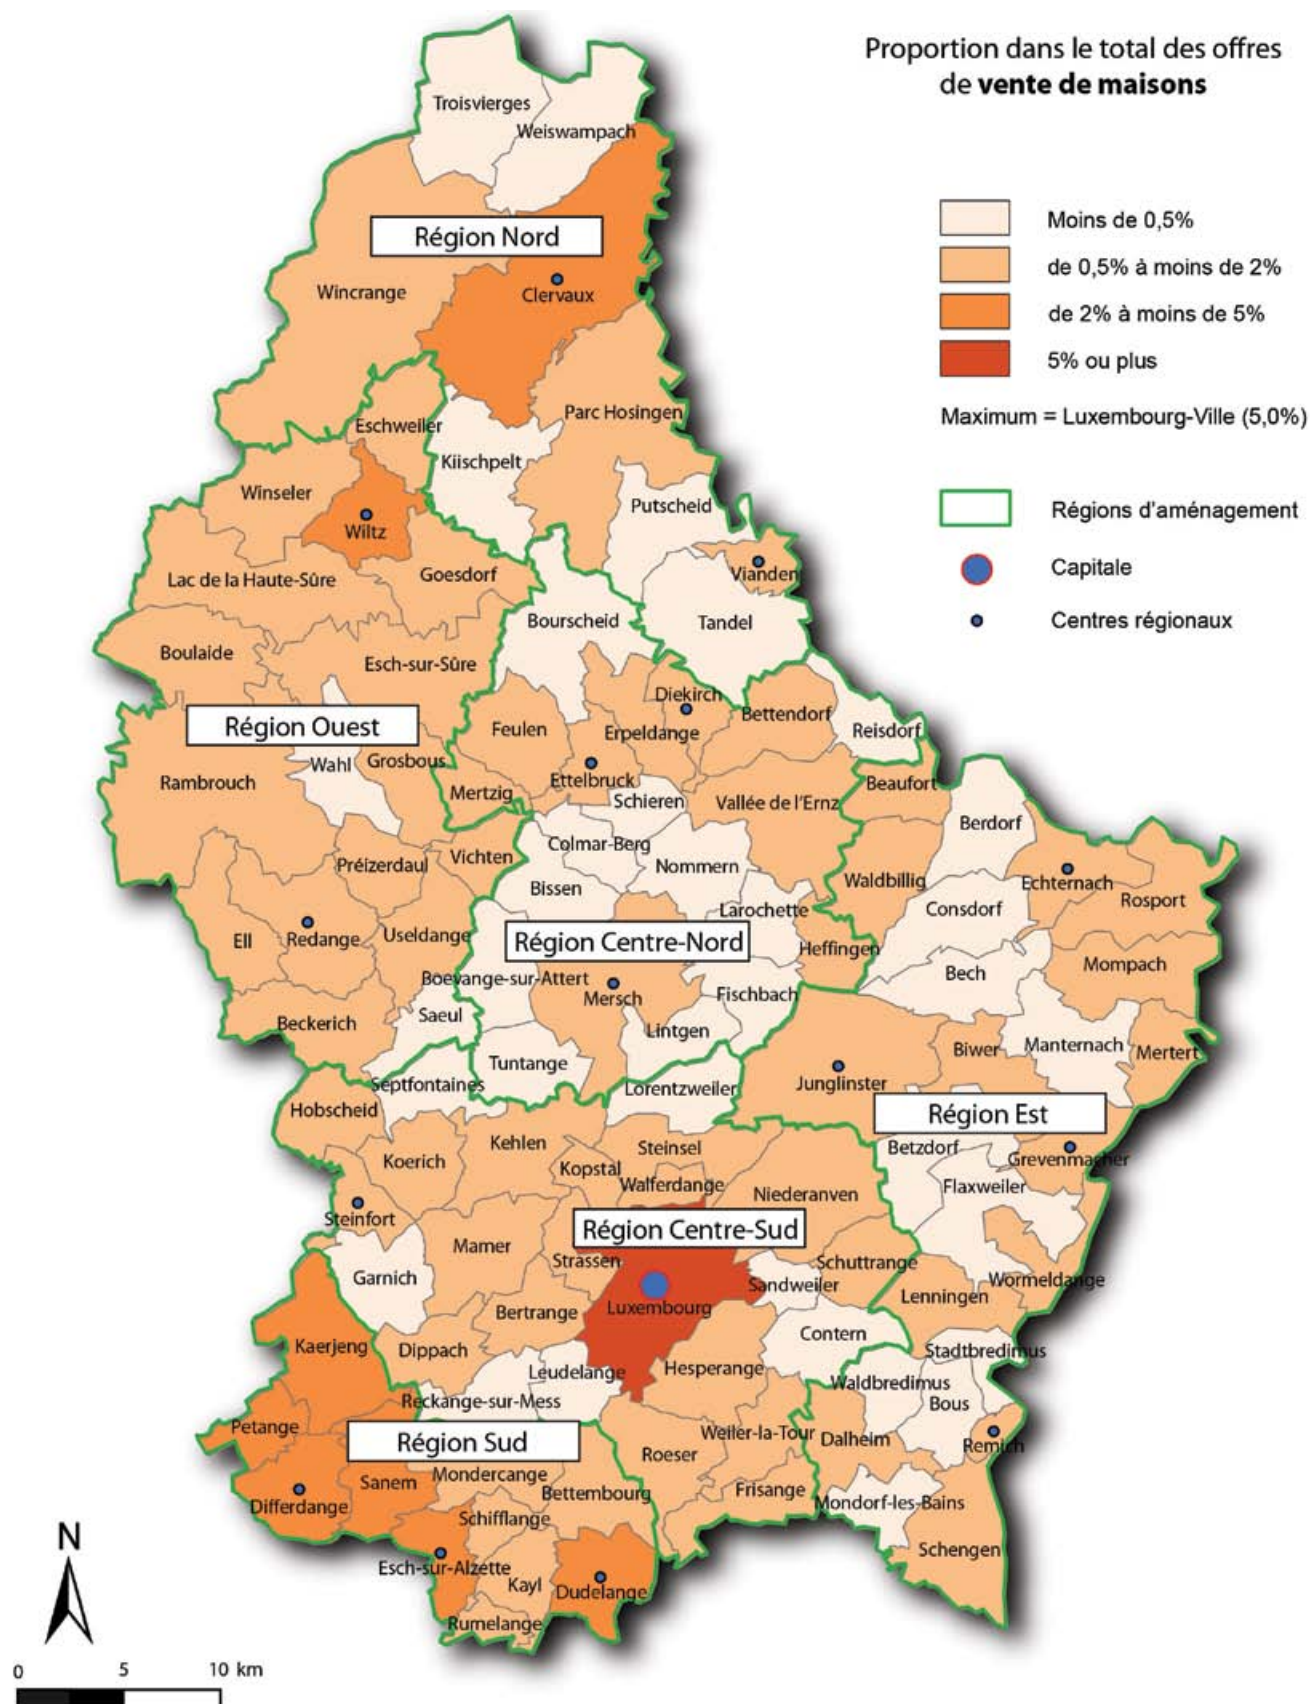 Proportion dans le total des offres
de vente de maisons
Moins de 0,5%
de 0,5% à moins de 2%
de 2% à moins de 5%
5% ou plus
Maximum = Luxembourg-Ville (5,0%)
Régions d'aménagement
Capitale
Centres régionaux
Troisvierges
Weiswampach
Région Nord
Wincrange
Clervaux
Parc Hosingen
Eschweiler
Kiischpelt
Winseler
Putscheid
Wiltz
Vianden
Lac de la Haute-Sûre
Goesdorf
Bourscheid
Tandel
Boulaide
Esch-sur-Sûre
Diekirch
Bettendorf
Région Ouest
Feulen
Erpeldange
Reisdorf
Wahl
Grosbous
Rambrouch
Ettelbruck
Beaufort
Mertzig
Schieren
Vallée de l'Ernz
Berdorf
Colmar-Berg
Préizerdaul
Vichten
Nommern
Bissen
Waldbillig
Echternach
Rosport
Larochette
Consdorf
Ell
Redange
Useldange
Région Centre-Nord
Heffingen
Mompach
Bech
Boevange-sur-Attert
Mersch
Fischbach
Beckerich
Saeul
Lintgen
Biwer
Manternach
Mertert
Tuntange
Septfontaines
Lorentzweiler
Junglinster
Hobscheid
Région Est
Kehlen
Steinsel
Betzdorf
Grevenmacher
Koerich
Kopstal
Walferdange
Flaxweiler
Niederanven
Steinfort
Région Centre-Sud
Mamer
Strassen
Schuttrange
Garnich
Sandweiler
Wormeldange
Lenningen
Bertrange
Luxembourg
Contern
Kaerjeng
Dippach
Stadtbredimus
Leudelange
Hesperange
Waldbredimus
Reckange-sur-Mess
Bous
Petange
Région Sud
Weiler-la-Tour
Dalheim
Remich
Roeser
Sanem
Mondercange
Bettembourg
Frisange
Mondorf-les-Bains
Differdange
Schifflange
Schengen
Esch-sur-Alzette
Kayl
Dudelange
Rumelange
N
0 5 10 km